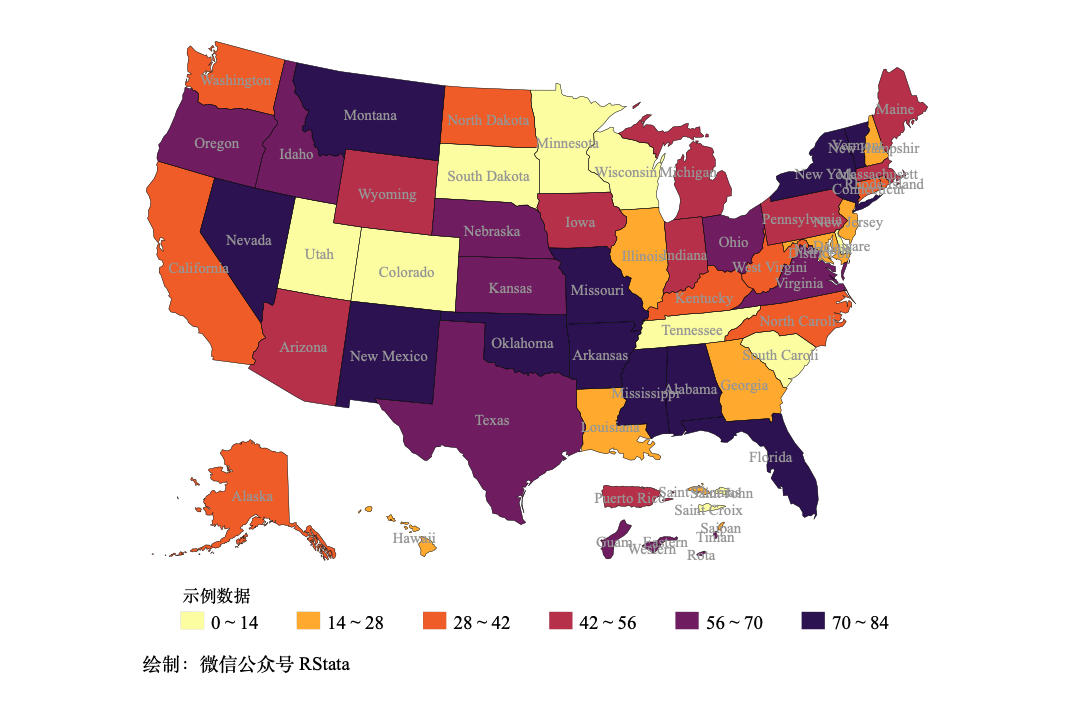 Washington
Montana
North Dakota
Minnesota
Maine
Oregon
Idaho
South Dakota
Wisconsin
Michigan
Vermont
New Hampshir
Wyoming
New York
Massachusett
Rhode Island
Connecticut
Nebraska
Iowa
Pennsylvania
New Jersey
Nevada
Utah
Colorado
Illinois
Indiana
Ohio
Delaware
West Virgini
Virginia
California
Kansas
Missouri
Kentucky
Arizona
New Mexico
Oklahoma
Arkansas
Tennessee
North Caroli
South Caroli
Mississippi
Alabama
Georgia
Texas
Louisiana
Florida
Alaska
Hawaii
Puerto Rico
Saint John
Saint Croix
Saipan
Tinian
Guam
Eastern
Western
Rota
示例数据
0 ~ 14 14 ~ 28 28 ~ 42 42 ~ 56 56 ~ 70 70 ~ 84
绘制：微信公众号 RStata